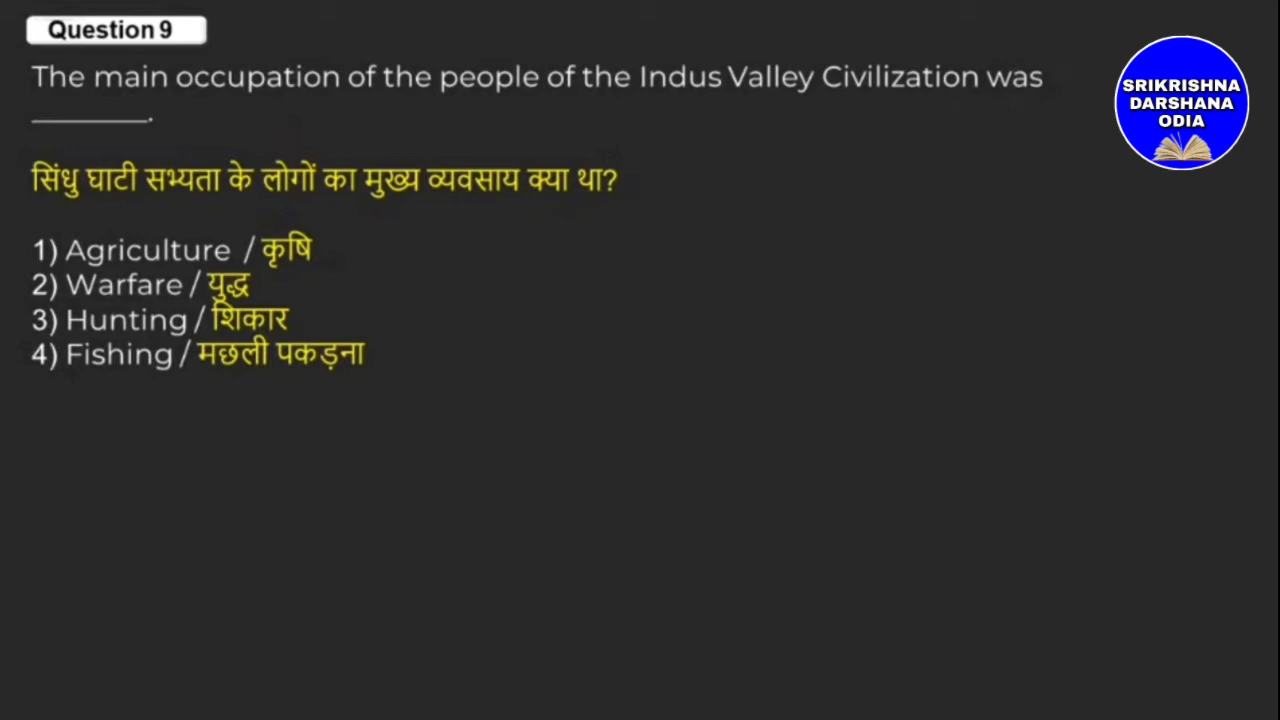 Question 9
The main occupation of the people of the Indus Valley Civilization was
________.
सिंधु घाटी सभ्यता के लोगों का मुख्य व्यवसाय क्या था?
1) Agriculture / कृषि
2) Warfare / युद्ध
3) Hunting / शिकार
4) Fishing / मछली पकड़ना
SRIKRISHNA
DARSHANA
ODIA